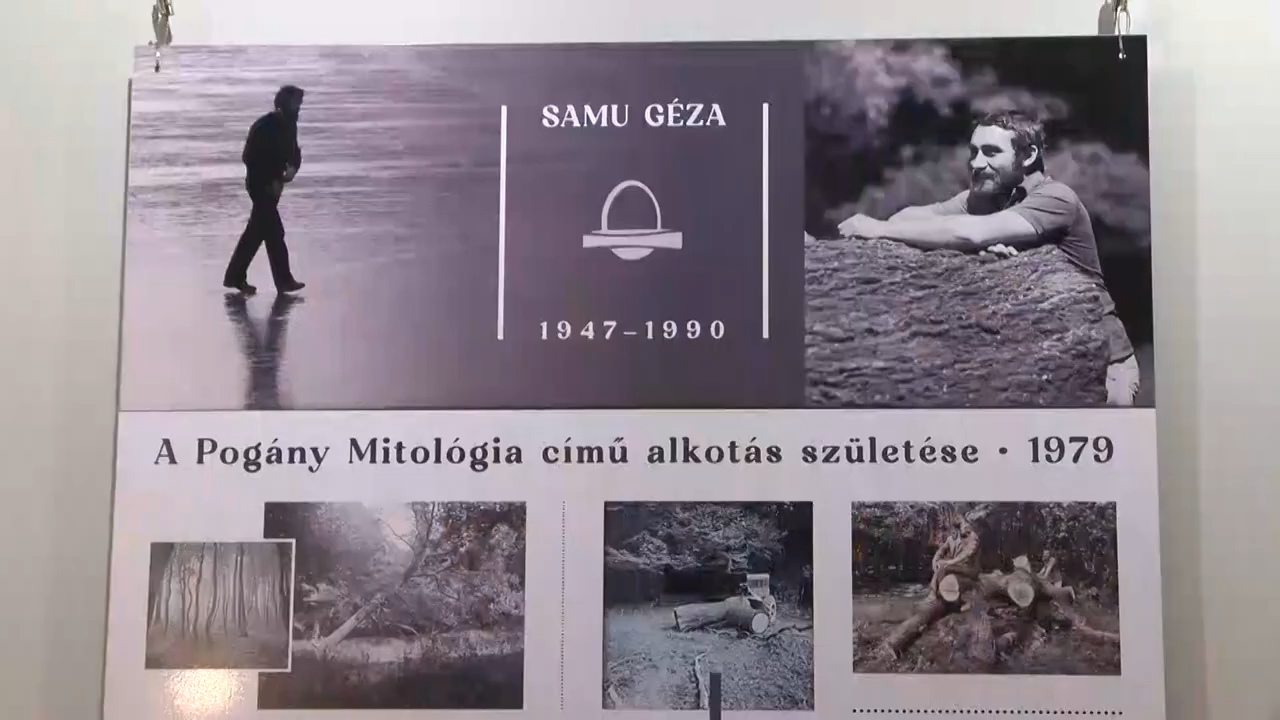 SAMU GÉZA
1947–1990
A Pogány Mitológia című alkotás születése • 1979